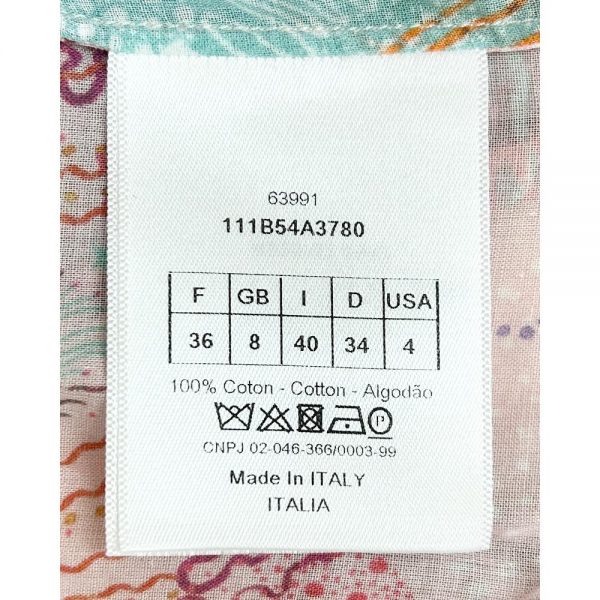 63991
111B54A3780
F GB I D USA
36 8 40 34 4
100% Coton - Cotton - Algodão
P
CNPJ 02-046-366/0003-99
Made In ITALY
ITALIA